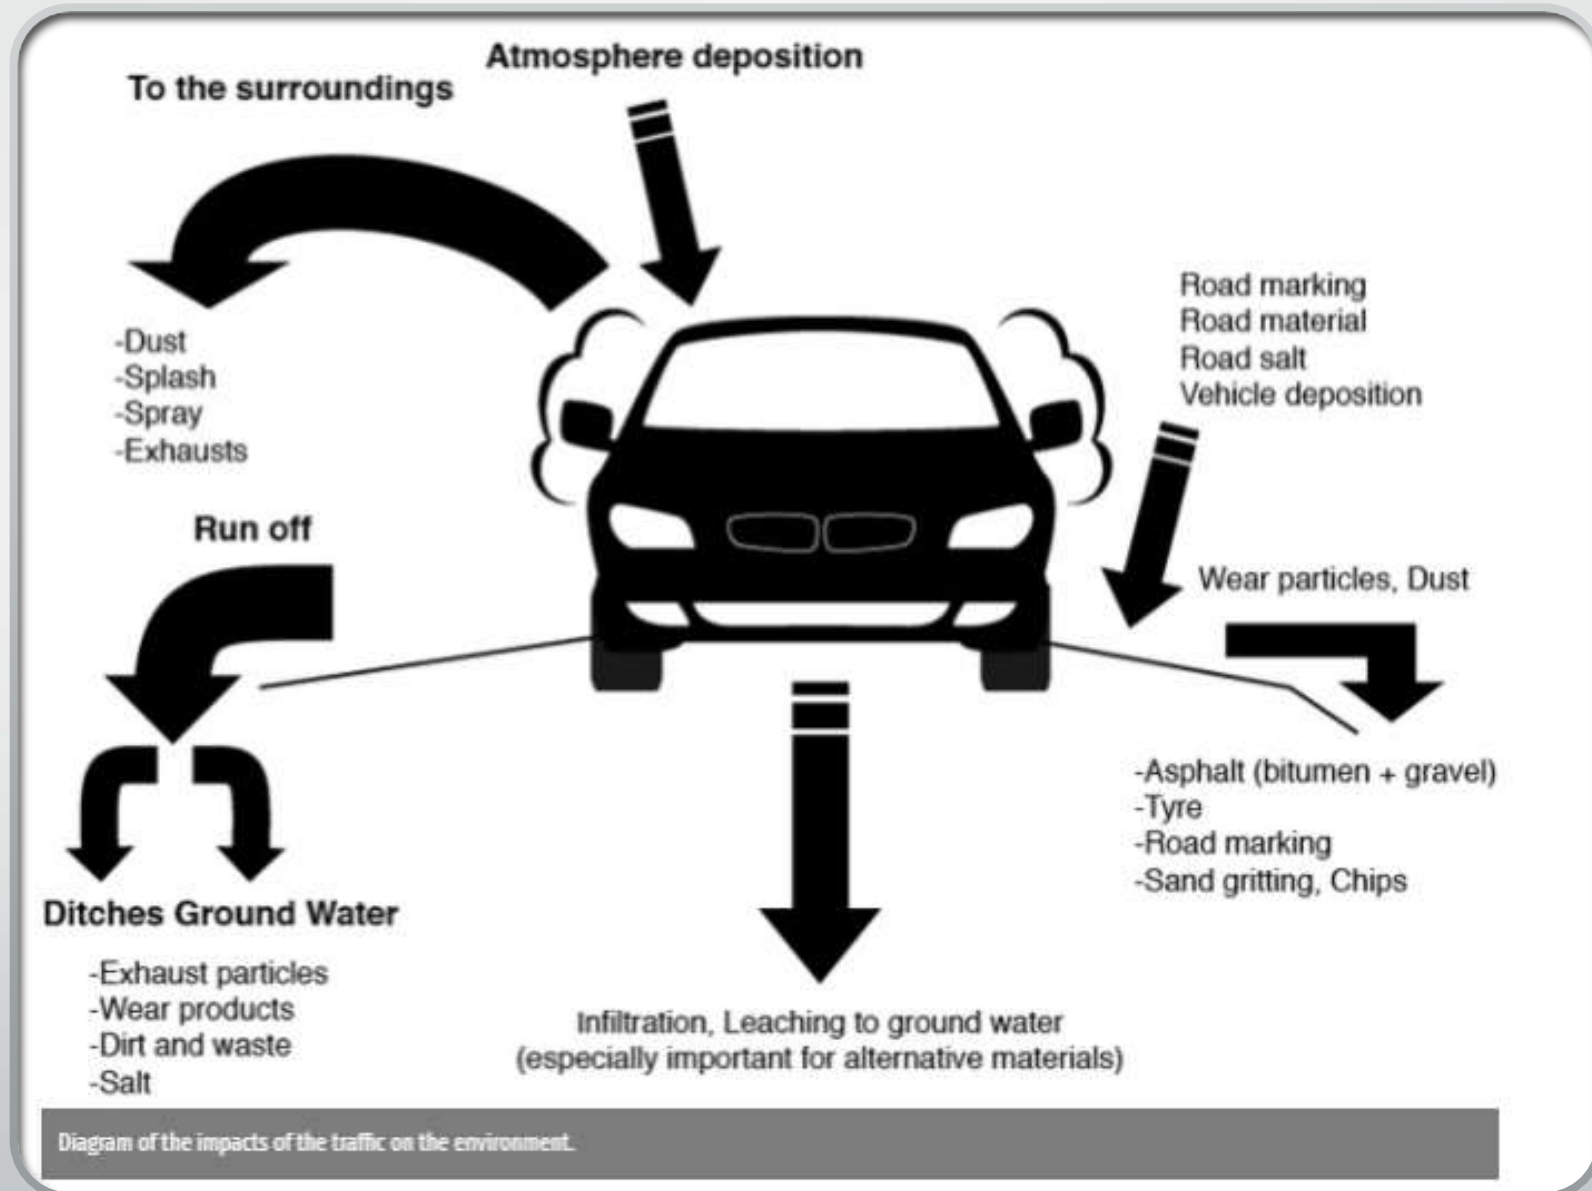 Atmosphere deposition
To the surroundings
-Dust
-Splash
-Spray
-Exhausts
Road marking
Road material
Road salt
Vehicle deposition
Run off
Wear particles, Dust
-Asphalt (bitumen + gravel)
-Tyre
-Road marking
-Sand gritting, Chips
Ditches Ground Water
-Exhaust particles
-Wear products
-Dirt and waste
-Salt
Infiltration, Leaching to ground water
(especially important for alternative materials)
Diagram of the impacts of the traffic on the environment.